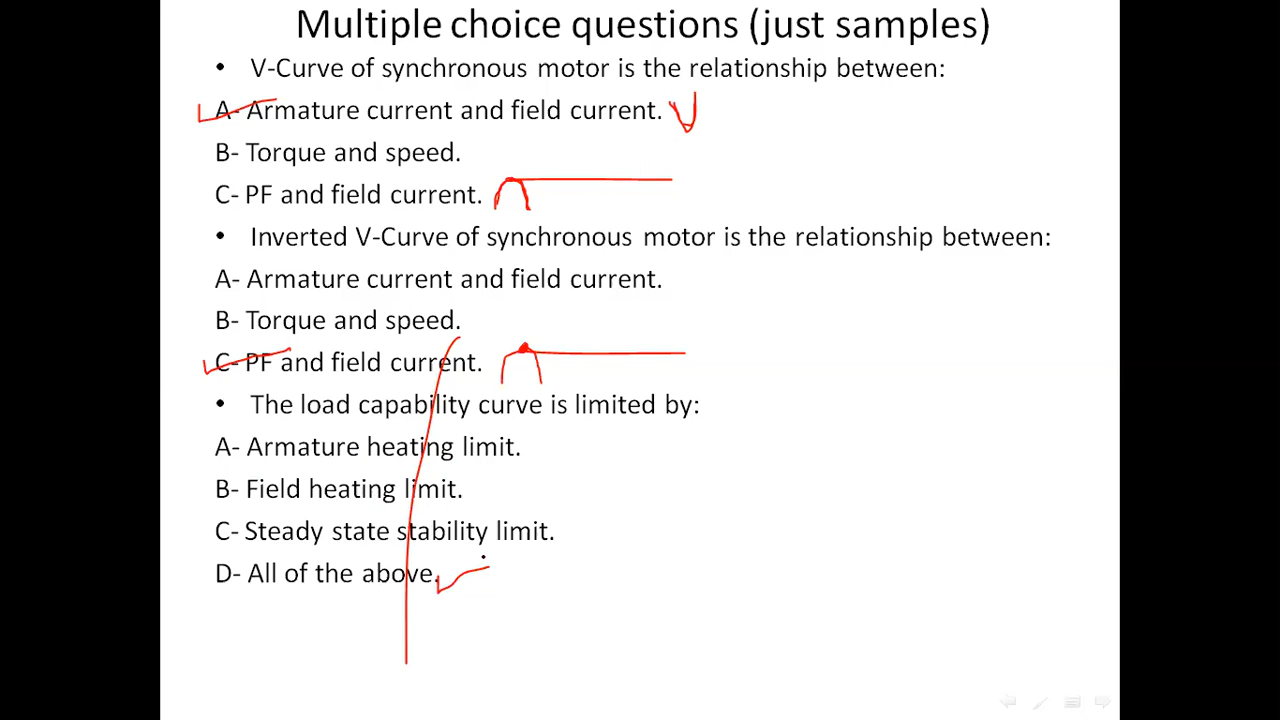 Multiple choice questions (just samples)
• V-Curve of synchronous motor is the relationship between:
A- Armature current and field current.
B- Torque and speed.
C- PF and field current.
• Inverted V-Curve of synchronous motor is the relationship between:
A- Armature current and field current.
B- Torque and speed.
C- PF and field current.
• The load capability curve is limited by:
A- Armature heating limit.
B- Field heating limit.
C- Steady state stability limit.
D- All of the above.